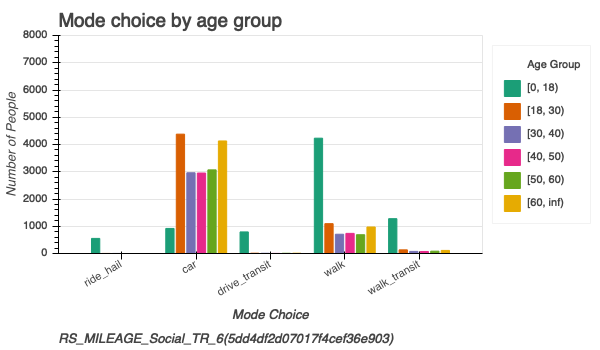 Mode choice by age group
8000
7000
6000
5000
4000
3000
2000
1000
0
Number of People
ride_hail
car
drive_transit
walk
walk_transit
Mode Choice
RS_MILEAGE_Social_TR_6(5dd4df2d07017f4cef36e903)
Age Group
[0, 18)
[18, 30)
[30, 40)
[40, 50)
[50, 60)
[60, inf)